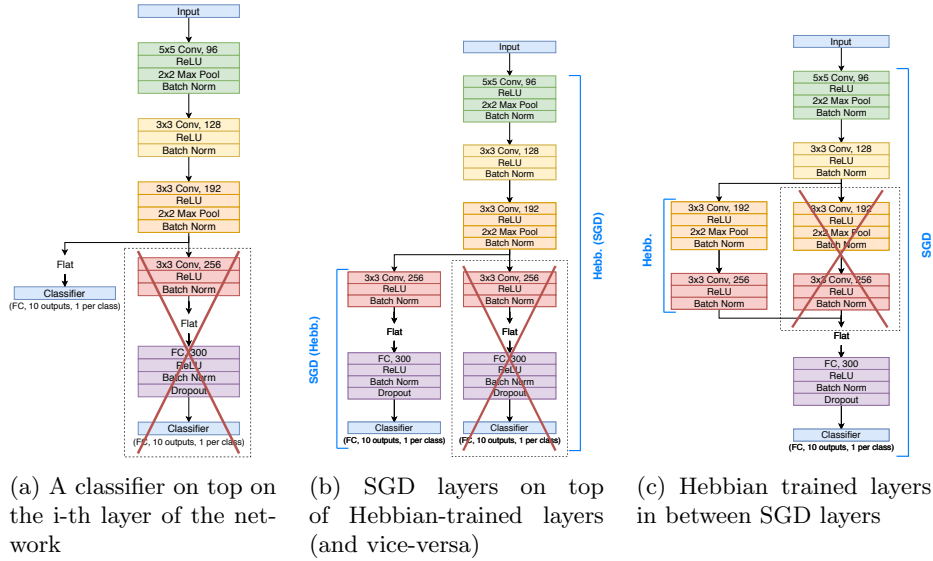 Input
5x5 Conv, 96
ReLU
2x2 Max Pool
Batch Norm
3x3 Conv, 128
ReLU
Batch Norm
3x3 Conv, 192
ReLU
2x2 Max Pool
Batch Norm
Flat
Classifier
(FC, 10 outputs, 1 per class)
3x3 Conv, 256
ReLU
Batch Norm
Flat
FC, 300
ReLU
Batch Norm
Dropout
Classifier
(FC, 10 outputs, 1 per class)
(a) A classifier on top on
the i-th layer of the net-
work
Input
5x5 Conv, 96
ReLU
2x2 Max Pool
Batch Norm
3x3 Conv, 128
ReLU
Batch Norm
3x3 Conv, 192
ReLU
2x2 Max Pool
Batch Norm
Hebb. (SGD)
SGD (Hebb.)
3x3 Conv, 256
ReLU
Batch Norm
Flat
FC, 300
ReLU
Batch Norm
Dropout
Classifier
(FC, 10 outputs, 1 per class)
3x3 Conv, 256
ReLU
Batch Norm
Flat
FC, 300
ReLU
Batch Norm
Dropout
Classifier
(FC, 10 outputs, 1 per class)
(b) SGD layers on top
of Hebbian-trained layers
(and vice-versa)
Input
5x5 Conv, 96
ReLU
2x2 Max Pool
Batch Norm
3x3 Conv, 128
ReLU
Batch Norm
SGD
Hebb.
3x3 Conv, 192
ReLU
2x2 Max Pool
Batch Norm
3x3 Conv, 256
ReLU
Batch Norm
3x3 Conv, 192
ReLU
2x2 Max Pool
Batch Norm
3x3 Conv, 256
ReLU
Batch Norm
Flat
FC, 300
ReLU
Batch Norm
Dropout
Classifier
(FC, 10 outputs, 1 per class)
(c) Hebbian trained layers
in between SGD layers